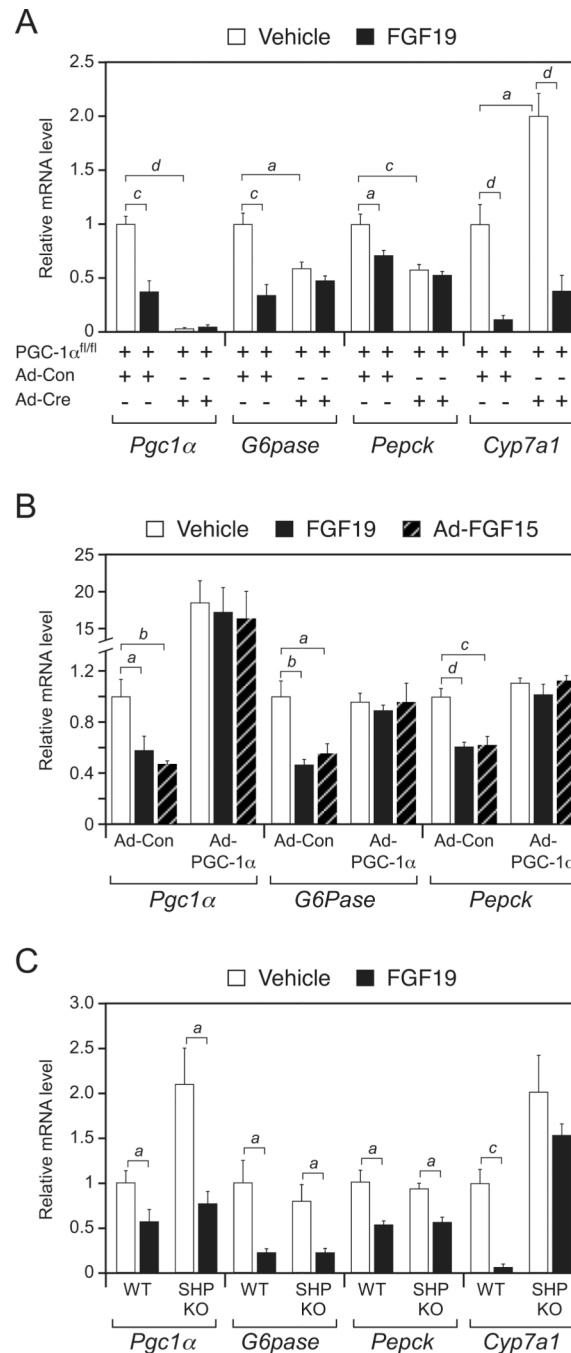 A
Vehicle FGF19
Relative mRNA level
2.5
2.0
1.5
1
0.5
0
d
c
a
c
c
a
a
d
d
PGC-1α^fl/fl + + + + + + + + + + + + + + + +
Ad-Con + + - - + + - - + + - - + + - -
Ad-Cre - - + + - - + + - - + + - - + +
Pgc1α G6pase Pepck Cyp7a1
B
Vehicle FGF19 Ad-FGF15
Relative mRNA level
25
20
15
1.2
0.8
0.4
0
b
a
a
b
c
d
Ad-Con Ad-PGC-1α Ad-Con Ad-PGC-1α Ad-Con Ad-PGC-1α
Pgc1α G6Pase Pepck
C
Vehicle FGF19
Relative mRNA level
3.0
2.5
2.0
1.5
1
0.5
0
a
a
a
a
a
a
c
WT SHP KO WT SHP KO WT SHP KO WT SHP KO
Pgc1α G6pase Pepck Cyp7a1